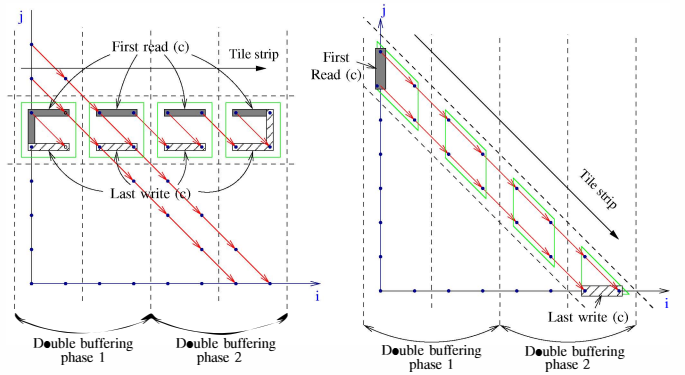 j
First read (c)
Tile strip
Last write (c)
i
Double buffering
phase 1
Double buffering
phase 2
j
First
Read (c)
Tile strip
Last write (c)
i
Double buffering
phase 1
Double buffering
phase 2